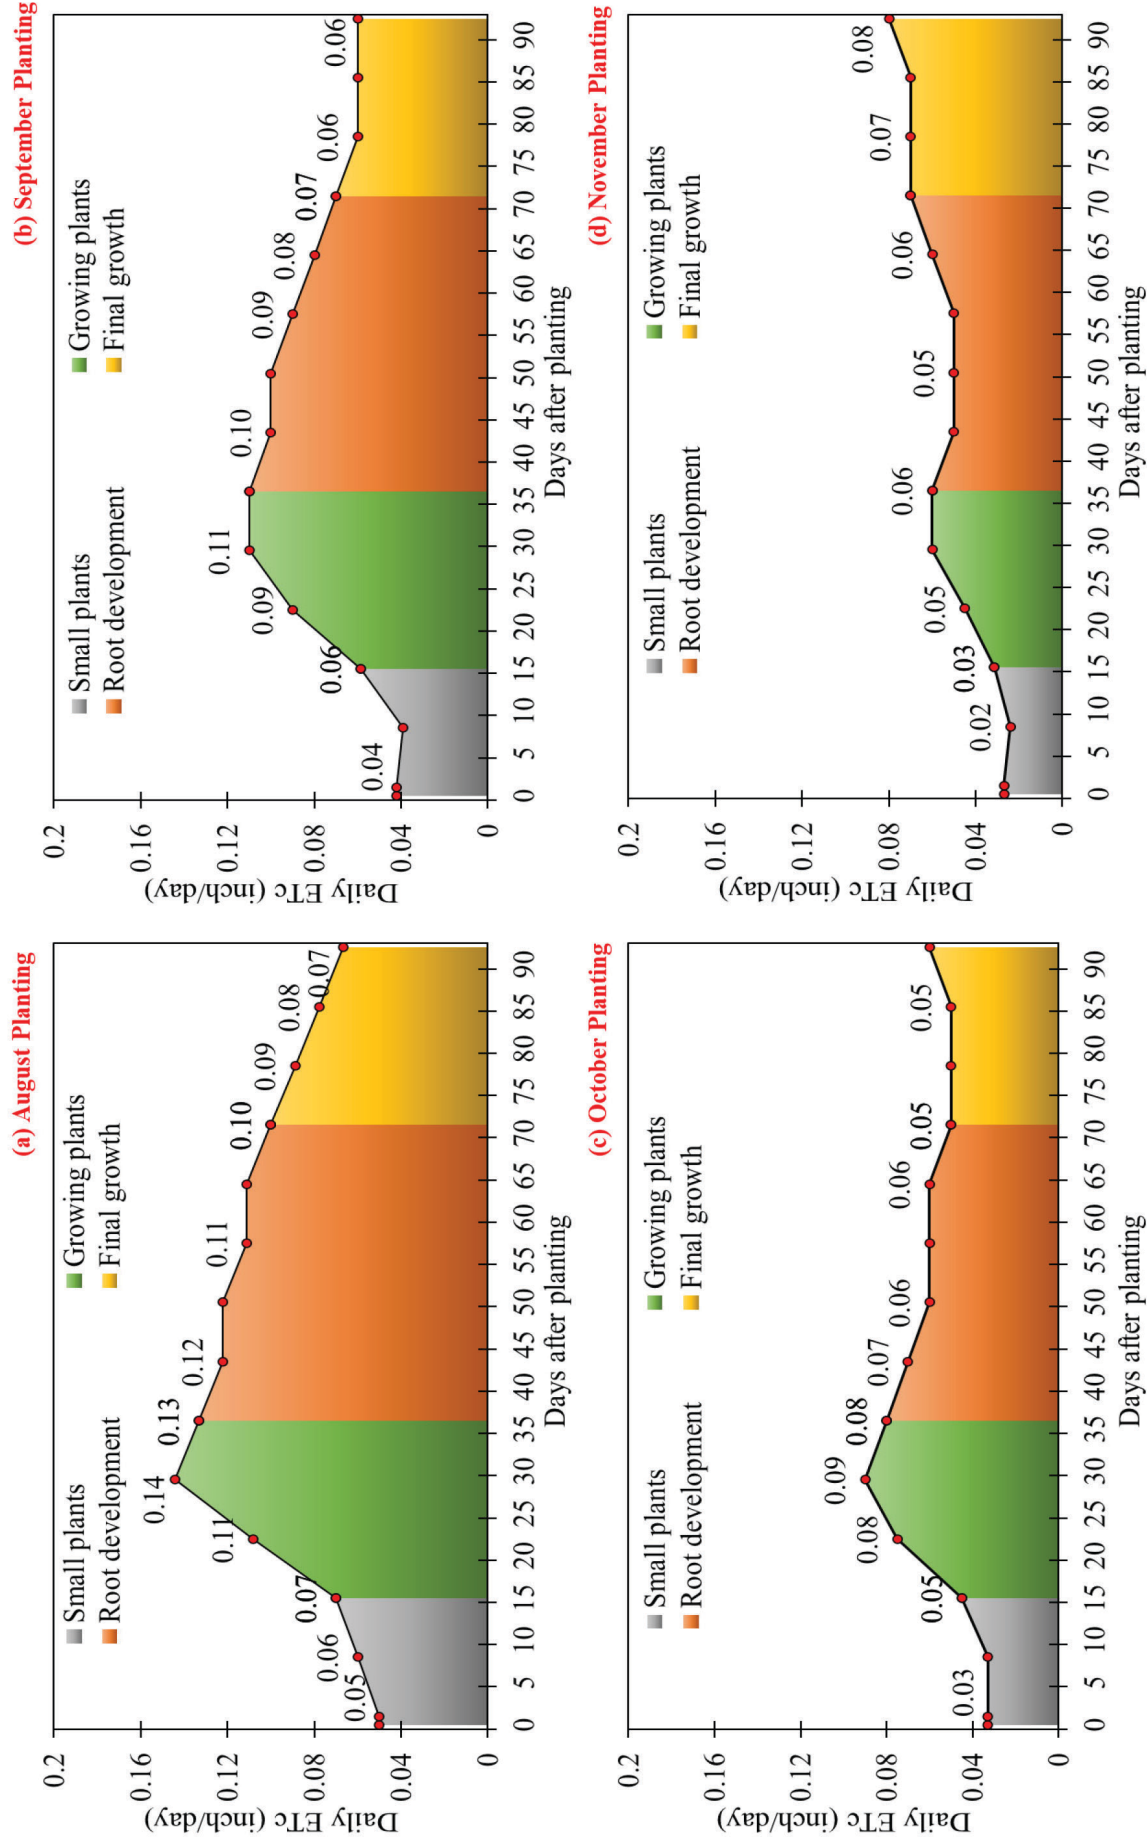 (a) August Planting
Small plants
Growing plants
Root development
Final growth
Daily ETc (inch/day)
0.2
0.16
0.12
0.08
0.04
0
0.05
0.06
0.07
0.11
0.14
0.13
0.12
0.11
0.10
0.09
0.08
0.07
0 5 10 15 20 25 30 35 40 45 50 55 60 65 70 75 80 85 90
Days after planting
(b) September Planting
Small plants
Growing plants
Root development
Final growth
Daily ETc (inch/day)
0.2
0.16
0.12
0.08
0.04
0
0.04
0.06
0.09
0.11
0.10
0.09
0.08
0.07
0.06
0.06
0 5 10 15 20 25 30 35 40 45 50 55 60 65 70 75 80 85 90
Days after planting
(c) October Planting
Small plants
Growing plants
Root development
Final growth
Daily ETc (inch/day)
0.2
0.16
0.12
0.08
0.04
0
0.03
0.05
0.08
0.09
0.08
0.07
0.06
0.06
0.05
0.05
0 5 10 15 20 25 30 35 40 45 50 55 60 65 70 75 80 85 90
Days after planting
(d) November Planting
Small plants
Growing plants
Root development
Final growth
Daily ETc (inch/day)
0.2
0.16
0.12
0.08
0.04
0
0.02
0.03
0.05
0.06
0.05
0.06
0.07
0.08
0 5 10 15 20 25 30 35 40 45 50 55 60 65 70 75 80 85 90
Days after planting